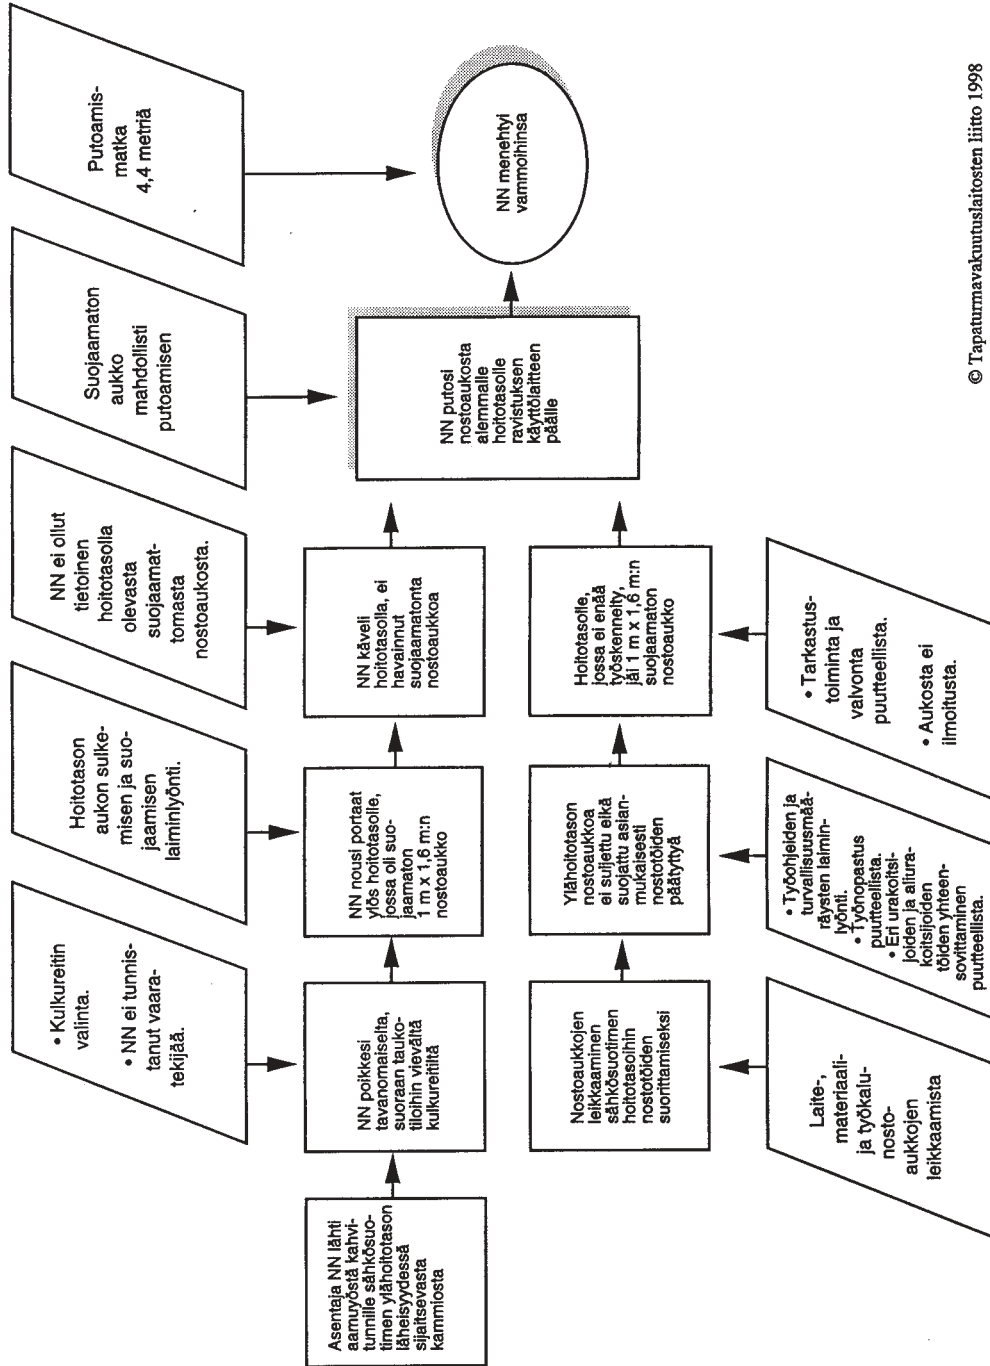 • Kulkureitin
valinta.
• NN ei tunnis-
tanut vaara-
tekijää.
Hoitotason
aukon sulke-
misen ja suo-
jaamisen
laiminlyönti.
NN ei ollut
tietoinen
hoitotasolla
olevasta
suojaamat-
tomasta
nostoaukosta.
Suojaamaton
aukko
mahdollisti
putoamisen
Putoamis-
matka
4,4 metriä
Asentaja NN lähti
aamuyöstä kahvi-
tunnille sähkösuo-
timen ylähoitotason
läheisyydessä
sijaitsevasta
kammiosta
NN poikkesi
tavanomaiselta,
suoraan tauko-
tiloihin vievältä
kulkureitiltä
NN nousi portaat
ylös hoitotasolle,
jossa oli suo-
jaamaton
1 m x 1,6 m:n
nostoaukko
NN käveli
hoitotasolla, ei
havainnut
suojaamatonta
nostoaukkoa
NN putosi
nostoaukosta
alemmalle
hoitotasolle
ravistuksen
käyttölaitten
päälle
NN menehtyi
vammoihinsa
Nostoaukkojen
leikkaaminen
sähkösuotimen
hoitotasoihin
nostotöiden
suorittamiseksi
Ylähoitotason
nostoaukkoa
ei suljettu eikä
suojattu asian-
mukaisesti
nostotöiden
päätyttyä
Hoitotasolle,
jossa ei enää
työskennelty,
jäi 1 m x 1,6 m:n
suojaamaton
nostoaukko
Laite-,
materiaali-
ja työkalu-
nosto-
aukkojen
leikkaamista
• Työohjeiden ja
turvallisuusmää-
räysten laimin-
lyönti.
• Työnopastus
puutteellista.
• Eri urakoitsi-
joiden ja aliura-
koitsijoiden
töiden yhteen-
sovittaminen
puutteellista.
• Tarkastus-
toiminta ja
valvonta
puutteellista.
• Aukosta ei
ilmoitusta.
© Tapaturmavakuutuslaitosten liitto 1998